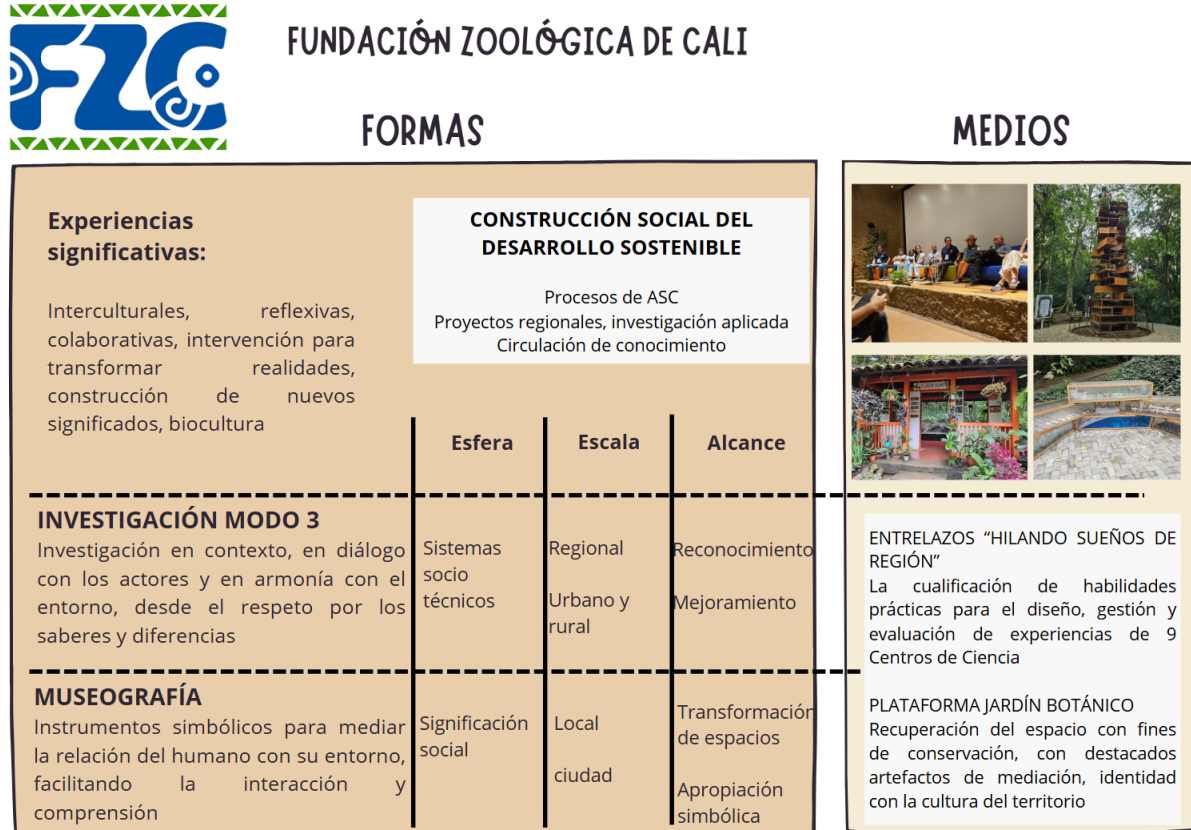 FZC
FUNDACIÓN ZOOLÓGICA DE CALI
FORMAS
MEDIOS
Experiencias
significativas:
Interculturales, reflexivas,
colaborativas, intervención para
transformar realidades,
construcción de nuevos
significados, biocultura
CONSTRUCCIÓN SOCIAL DEL
DESARROLLO SOSTENIBLE
Procesos de ASC
Proyectos regionales, investigación aplicada
Circulación de conocimiento
Esfera
Escala
Alcance
INVESTIGACIÓN MODO 3
Investigación en contexto, en diálogo
con los actores y en armonía con el
entorno, desde el respeto por los
saberes y diferencias
Sistemas
socio
técnicos
Regional
Urbano y
rural
Reconocimiento
Mejoramiento
MUSEOGRAFÍA
Instrumentos simbólicos para mediar
la relación del humano con su entorno,
facilitando la interacción y
comprensión
Significación
social
Local
ciudad
Transformación
de espacios
Apropiación
simbólica
ENTRELAZOS “HILANDO SUEÑOS DE
REGIÓN”
La cualificación de habilidades
prácticas para el diseño, gestión y
evaluación de experiencias de 9
Centros de Ciencia
PLATAFORMA JARDÍN BOTÁNICO
Recuperación del espacio con fines
de conservación, con destacados
artefactos de mediación, identidad
con la cultura del territorio